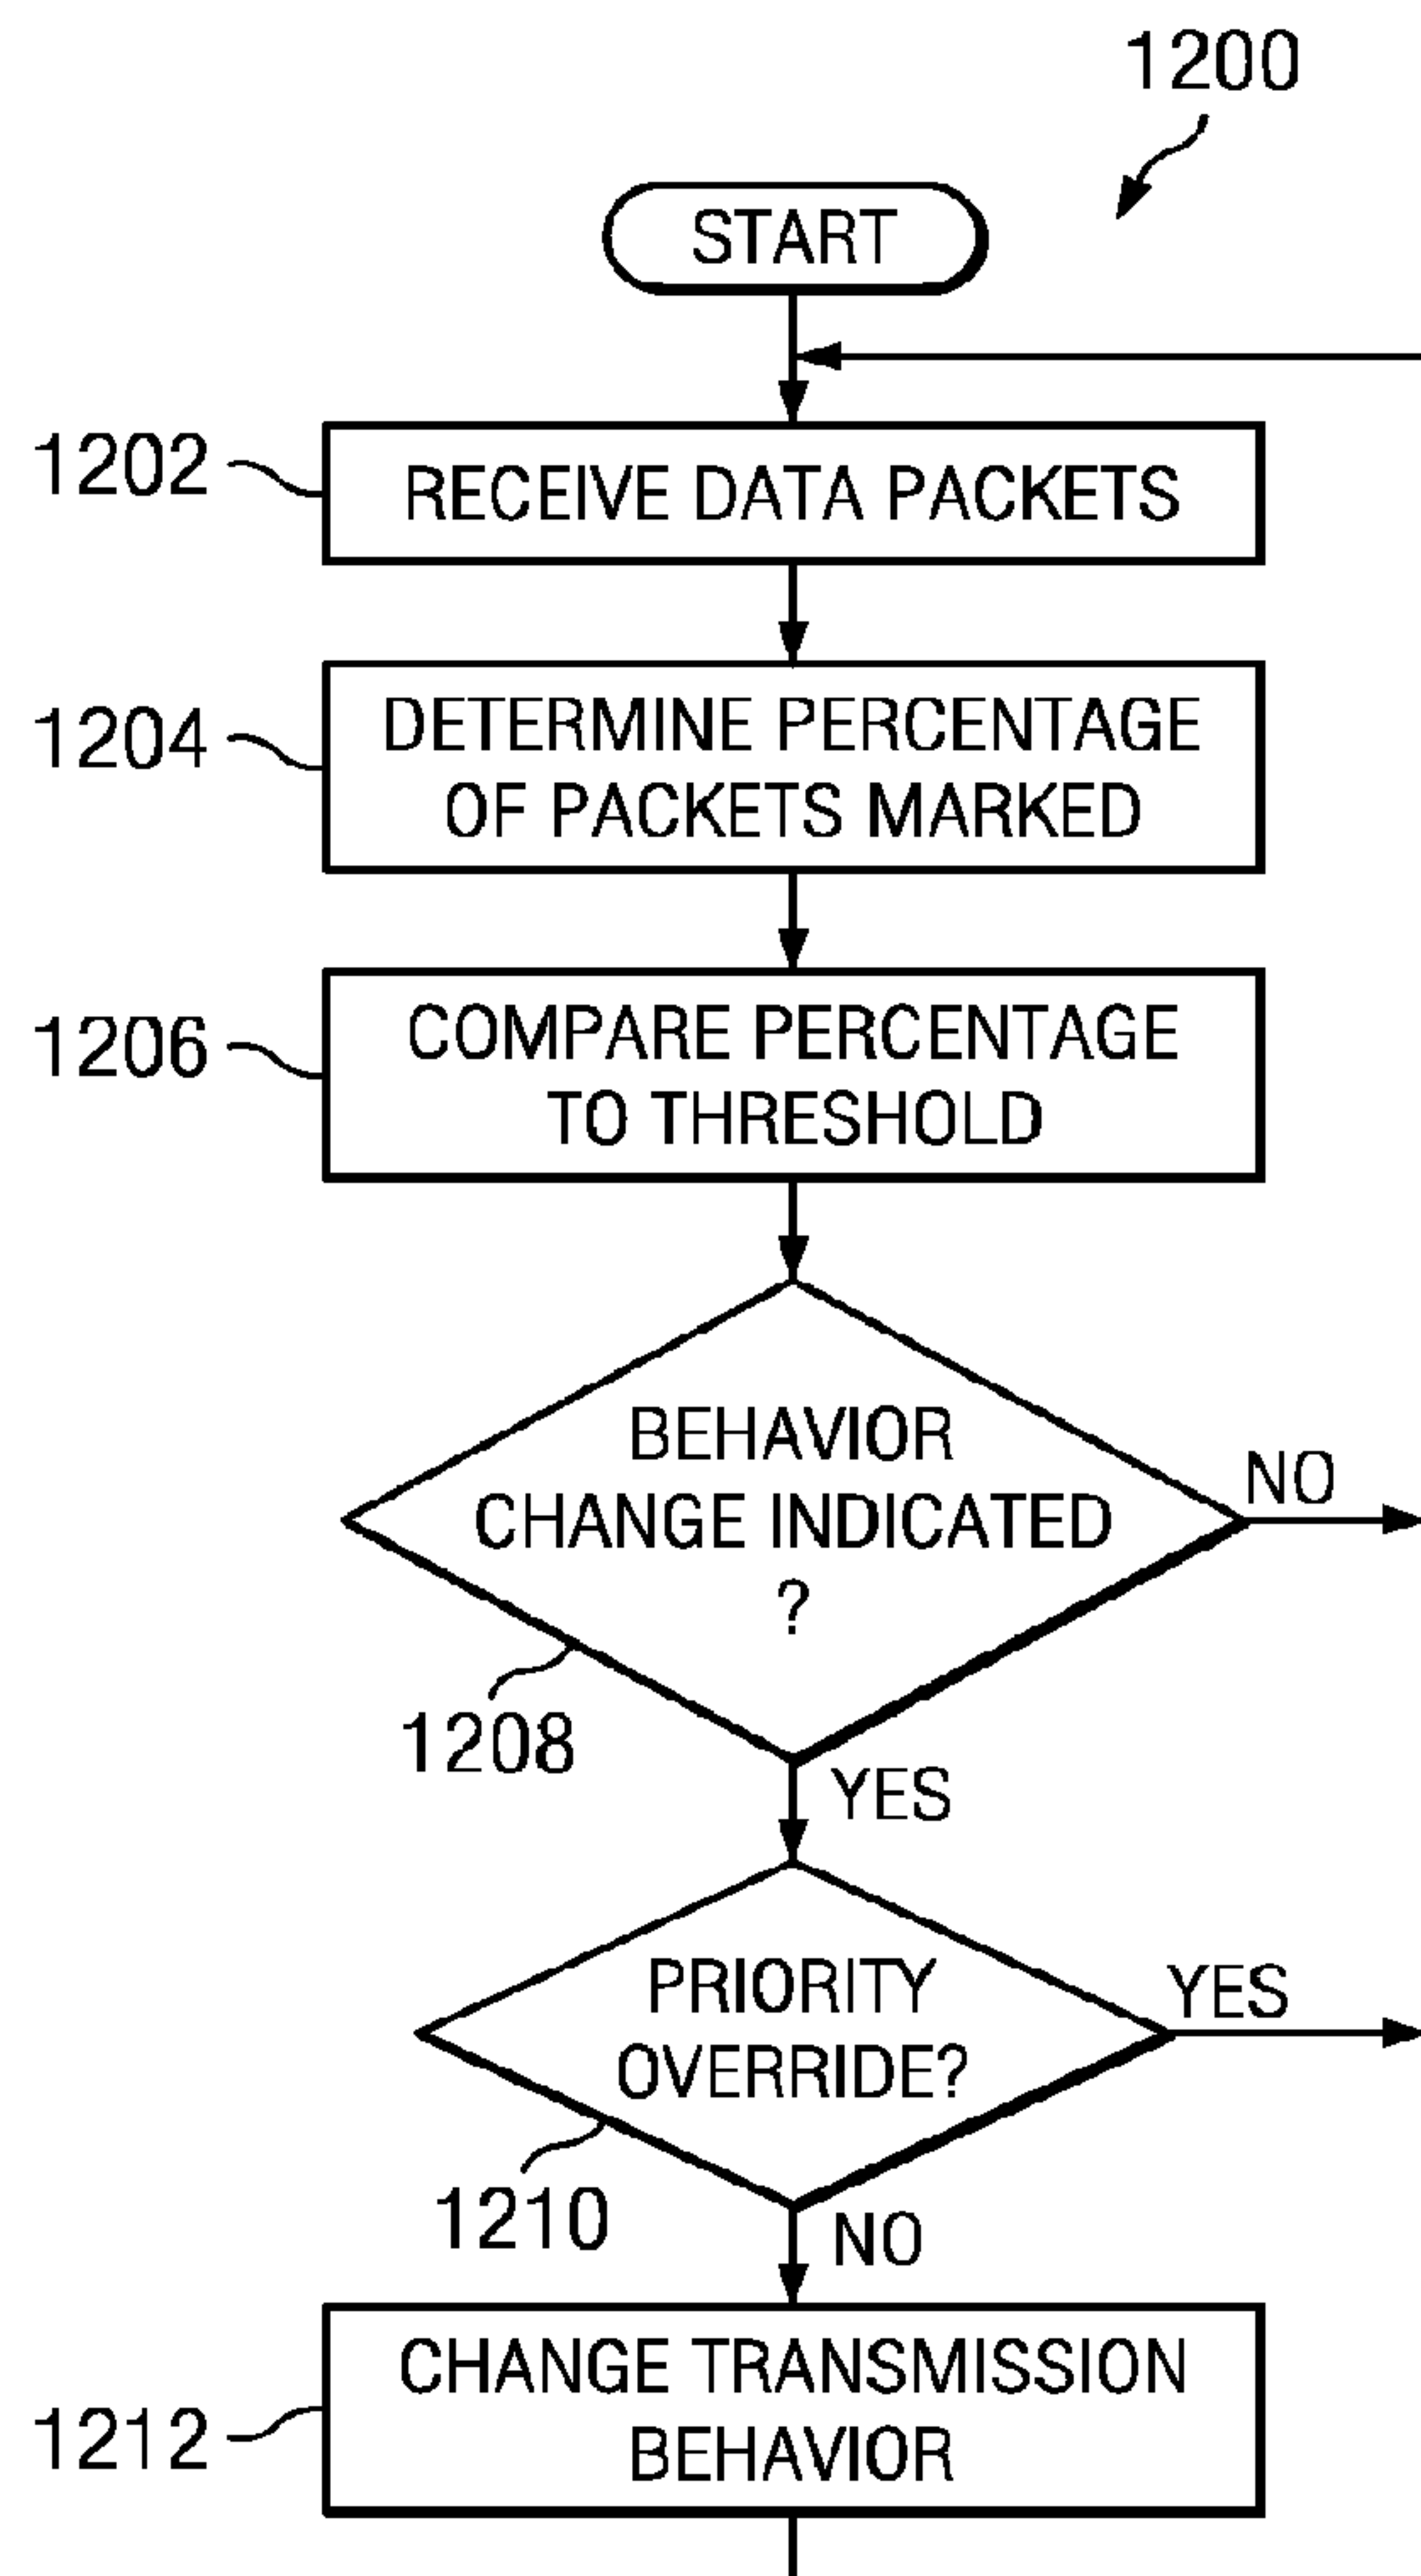 1200
START
1202
RECEIVE DATA PACKETS
1204
DETERMINE PERCENTAGE
OF PACKETS MARKED
1206
COMPARE PERCENTAGE
TO THRESHOLD
BEHAVIOR
CHANGE INDICATED
?
NO
1208
YES
PRIORITY
OVERRIDE?
YES
1210
NO
1212
CHANGE TRANSMISSION
BEHAVIOR